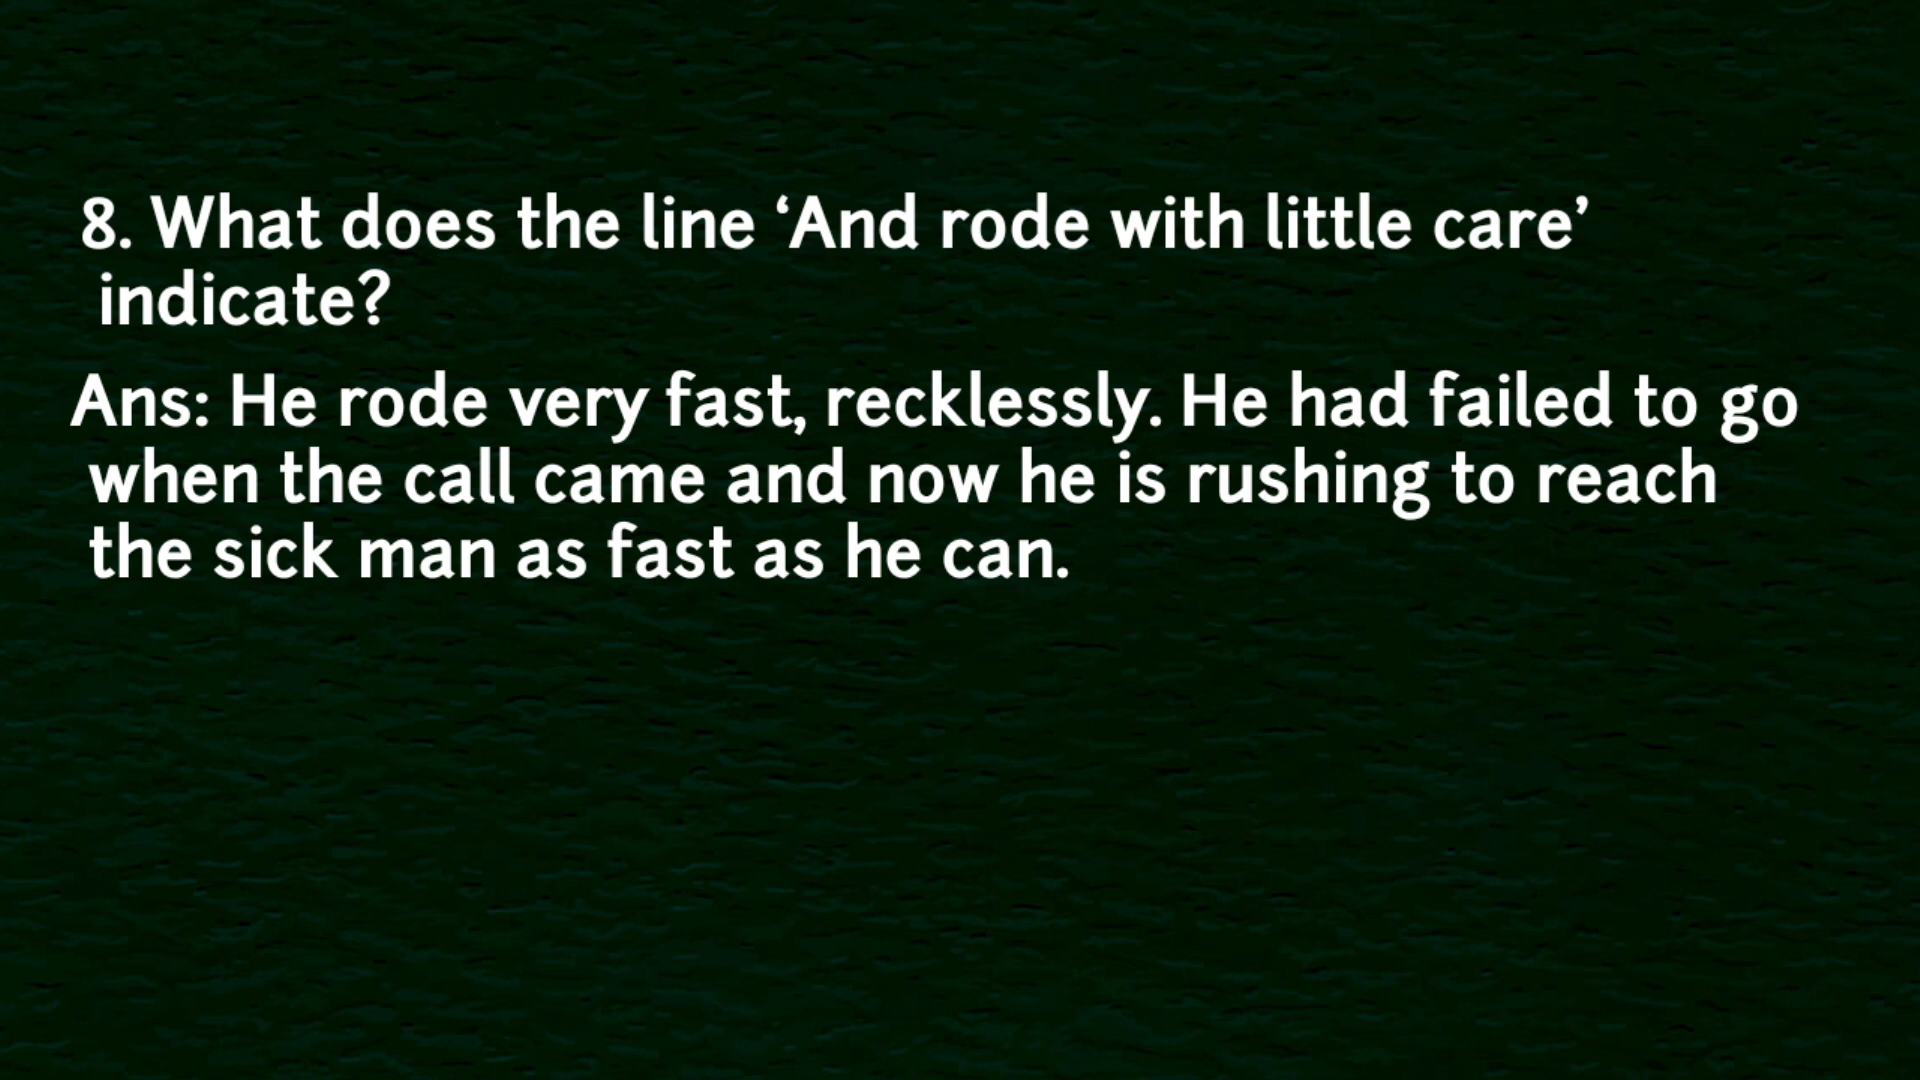 8. What does the line ‘And rode with little care’
indicate?
Ans: He rode very fast, recklessly. He had failed to go
when the call came and now he is rushing to reach
the sick man as fast as he can.